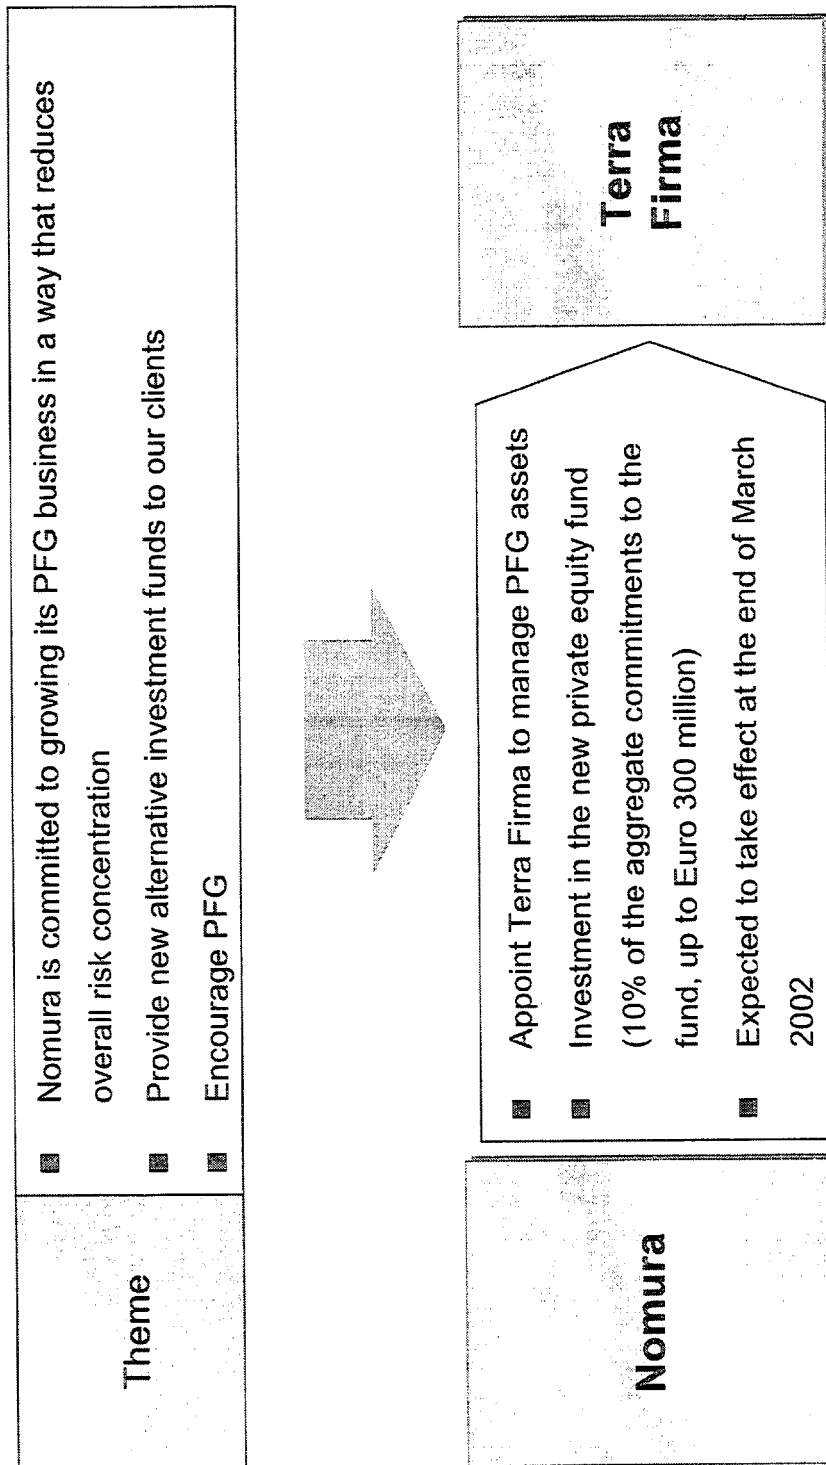 Theme
Nomura is committed to growing its PFG business in a way that reduces
overall risk concentration
Provide new alternative investment funds to our clients
Encourage PFG
Nomura
Appoint Terra Firma to manage PFG assets
Investment in the new private equity fund
(10% of the aggregate commitments to the
fund, up to Euro 300 million)
Expected to take effect at the end of March
2002
Terra
Firma